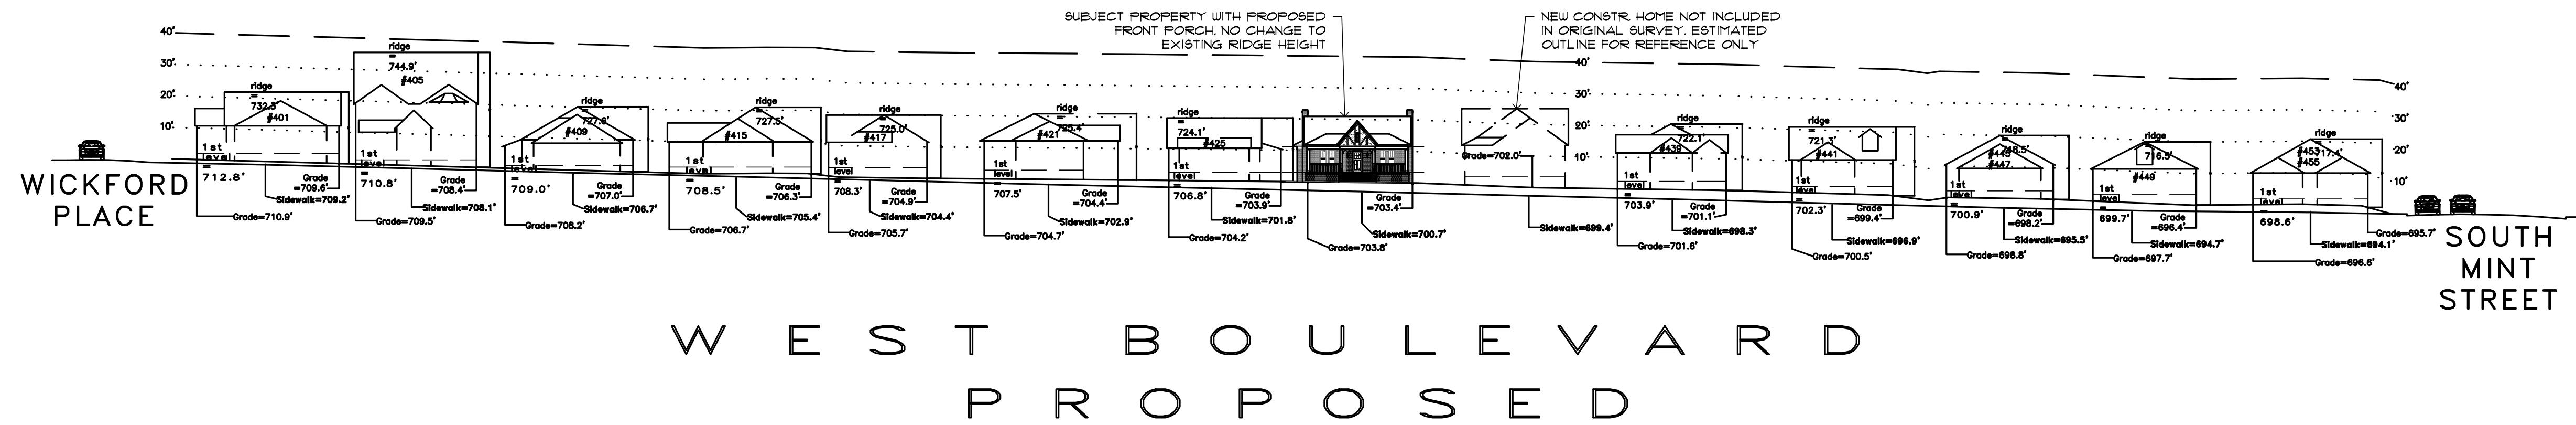 SUBJECT PROPERTY WITH PROPOSED
FRONT PORCH. NO CHANGE TO
EXISTING RIDGE HEIGHT
NEW CONSTR. HOME NOT INCLUDED
IN ORIGINAL SURVEY. ESTIMATED
OUTLINE FOR REFERENCE ONLY
40'
30'
20'
10'
WICKFORD
PLACE
ridge
=
732.3'
#401
1st
level
=
712.8'
Grade
=709.6'
Sidewalk=709.2'
Grade=710.9'
ridge
=
744.9'
#405
1st
level
=
710.8'
Grade
=708.4'
Sidewalk=708.1'
Grade=709.5'
ridge
=
727.6'
#409
1st
level
=
709.0'
Grade
=707.0'
Sidewalk=706.7'
Grade=708.2'
ridge
=
727.5'
#415
1st
level
=
708.5'
Grade
=706.3'
Sidewalk=705.4'
Grade=706.7'
ridge
=
725.0'
#417
1st
level
=
708.3'
Grade
=704.9'
Sidewalk=704.4'
Grade=705.7'
ridge
=
725.4'
#421
1st
level
=
707.5'
Grade
=704.4'
Sidewalk=702.9'
Grade=704.7'
ridge
=
724.1'
#425
1st
level
=
706.8'
Grade
=703.9'
Sidewalk=701.8'
Grade=704.2'
Grade
=703.4'
Sidewalk=700.7'
Grade=703.8'
Grade=702.0'
Sidewalk=699.4'
40'
30'
20'
10'
ridge
=
722.1'
#439
1st
level
=
703.9'
Grade
=701.1'
Sidewalk=698.3'
Grade=701.6'
ridge
=
721.3'
#441
1st
level
=
702.3'
Grade
=699.4'
Sidewalk=696.9'
Grade=700.5'
ridge
=
#447
1st
level
=
700.9'
Grade
=698.2'
Sidewalk=695.5'
Grade=698.8'
ridge
=
716.5'
#449
1st
level
=
699.7'
Grade
=696.4'
Sidewalk=694.7'
Grade=697.7'
ridge
=
717.4'
#453
#455
1st
level
=
698.6'
Grade=695.7'
Sidewalk=694.1'
Grade=696.6'
40'
30'
20'
10'
SOUTH
MINT
STREET
WEST BOULEVARD
PROPOSED